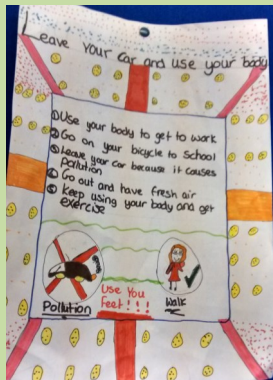 Leave Your car and use your body
① Use your body to get to work
② Go on your bicycle to School
③ Leave your car because it causes
pollution
④ Go out and have fresh air
⑤ Keep using your body and get
exercise
Use You
Feet!!!
Pollution
Walk